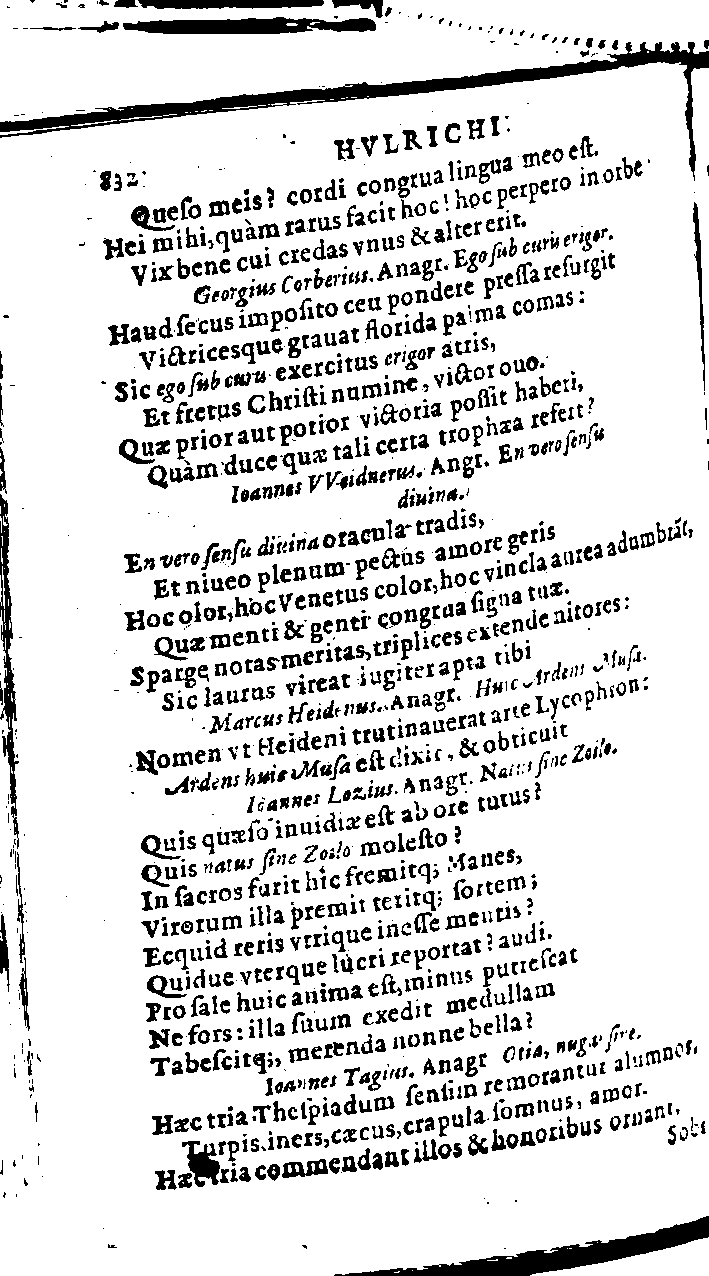 832 HVLRICHI
Queſo meis? cordi congrua lingua meo eſt.
Hei mihi, quàm rarus facit hoc! hoc perpero in orbe
Vix bene cui credas vnus & alter erit.
Georgius Corberius. Anagr. Ego ſub curu erigor.
Haud ſecus impoſito ceu pondere preſſa reſurgit
Victricesque grauat florida palma comas:
Sic ego ſub curu exercitus erigor atris,
Et fretus Chriſti numine, victor ouo.
Quæ prior aut potior victoria poſſit haberi,
Quàm duce quæ tali certa trophæa refert?
Ioannes VVeidnerus. Angr. En vero ſenſu
diuina.
En vero ſenſu diuina oracula tradis,
Et niueo plenum pectus amore geris
Hoc olor, hoc Venetus color, hoc vincla aurea adumbrãt,
Quæ menti & genti congrua ſigna tuæ.
Sparge notas meritas, triplices extende nitores:
Sic laurus vireat iugiter apta tibi
Marcus Heidenus. Anagr. Huic Ardens Muſa.
Nomen vt Heideni trutinauerat arte Lycophron:
Ardens huic Muſa eſt dixit, & obticuit
Ioannes Lozius. Anagr. Natus ſine Zoilo.
Quis quæſo inuidiæ eſt ab ore tutus?
Quis natus ſine Zoilo moleſto?
In ſacros furit hic fremitq; Manes,
Virorum illa premit teritq; ſortem;
Ecquid reris vtrique ineſſe mentis?
Quidue vterque lucri reportat? audi.
Pro ſale huic anima eſt, minus putreſcat
Ne fors: illa ſuum exedit medullam
Tabeſcitq;, merenda nonne bella?
Ioannes Tagius. Anagr Otia, nugæ ſire.
Hæc tria Theſpiadum ſenſim remorantur alumnos,
Turpis, iners, cæcus, crapula ſomnus, amor.
Hæc tria commendant illos & honoribus ornant,